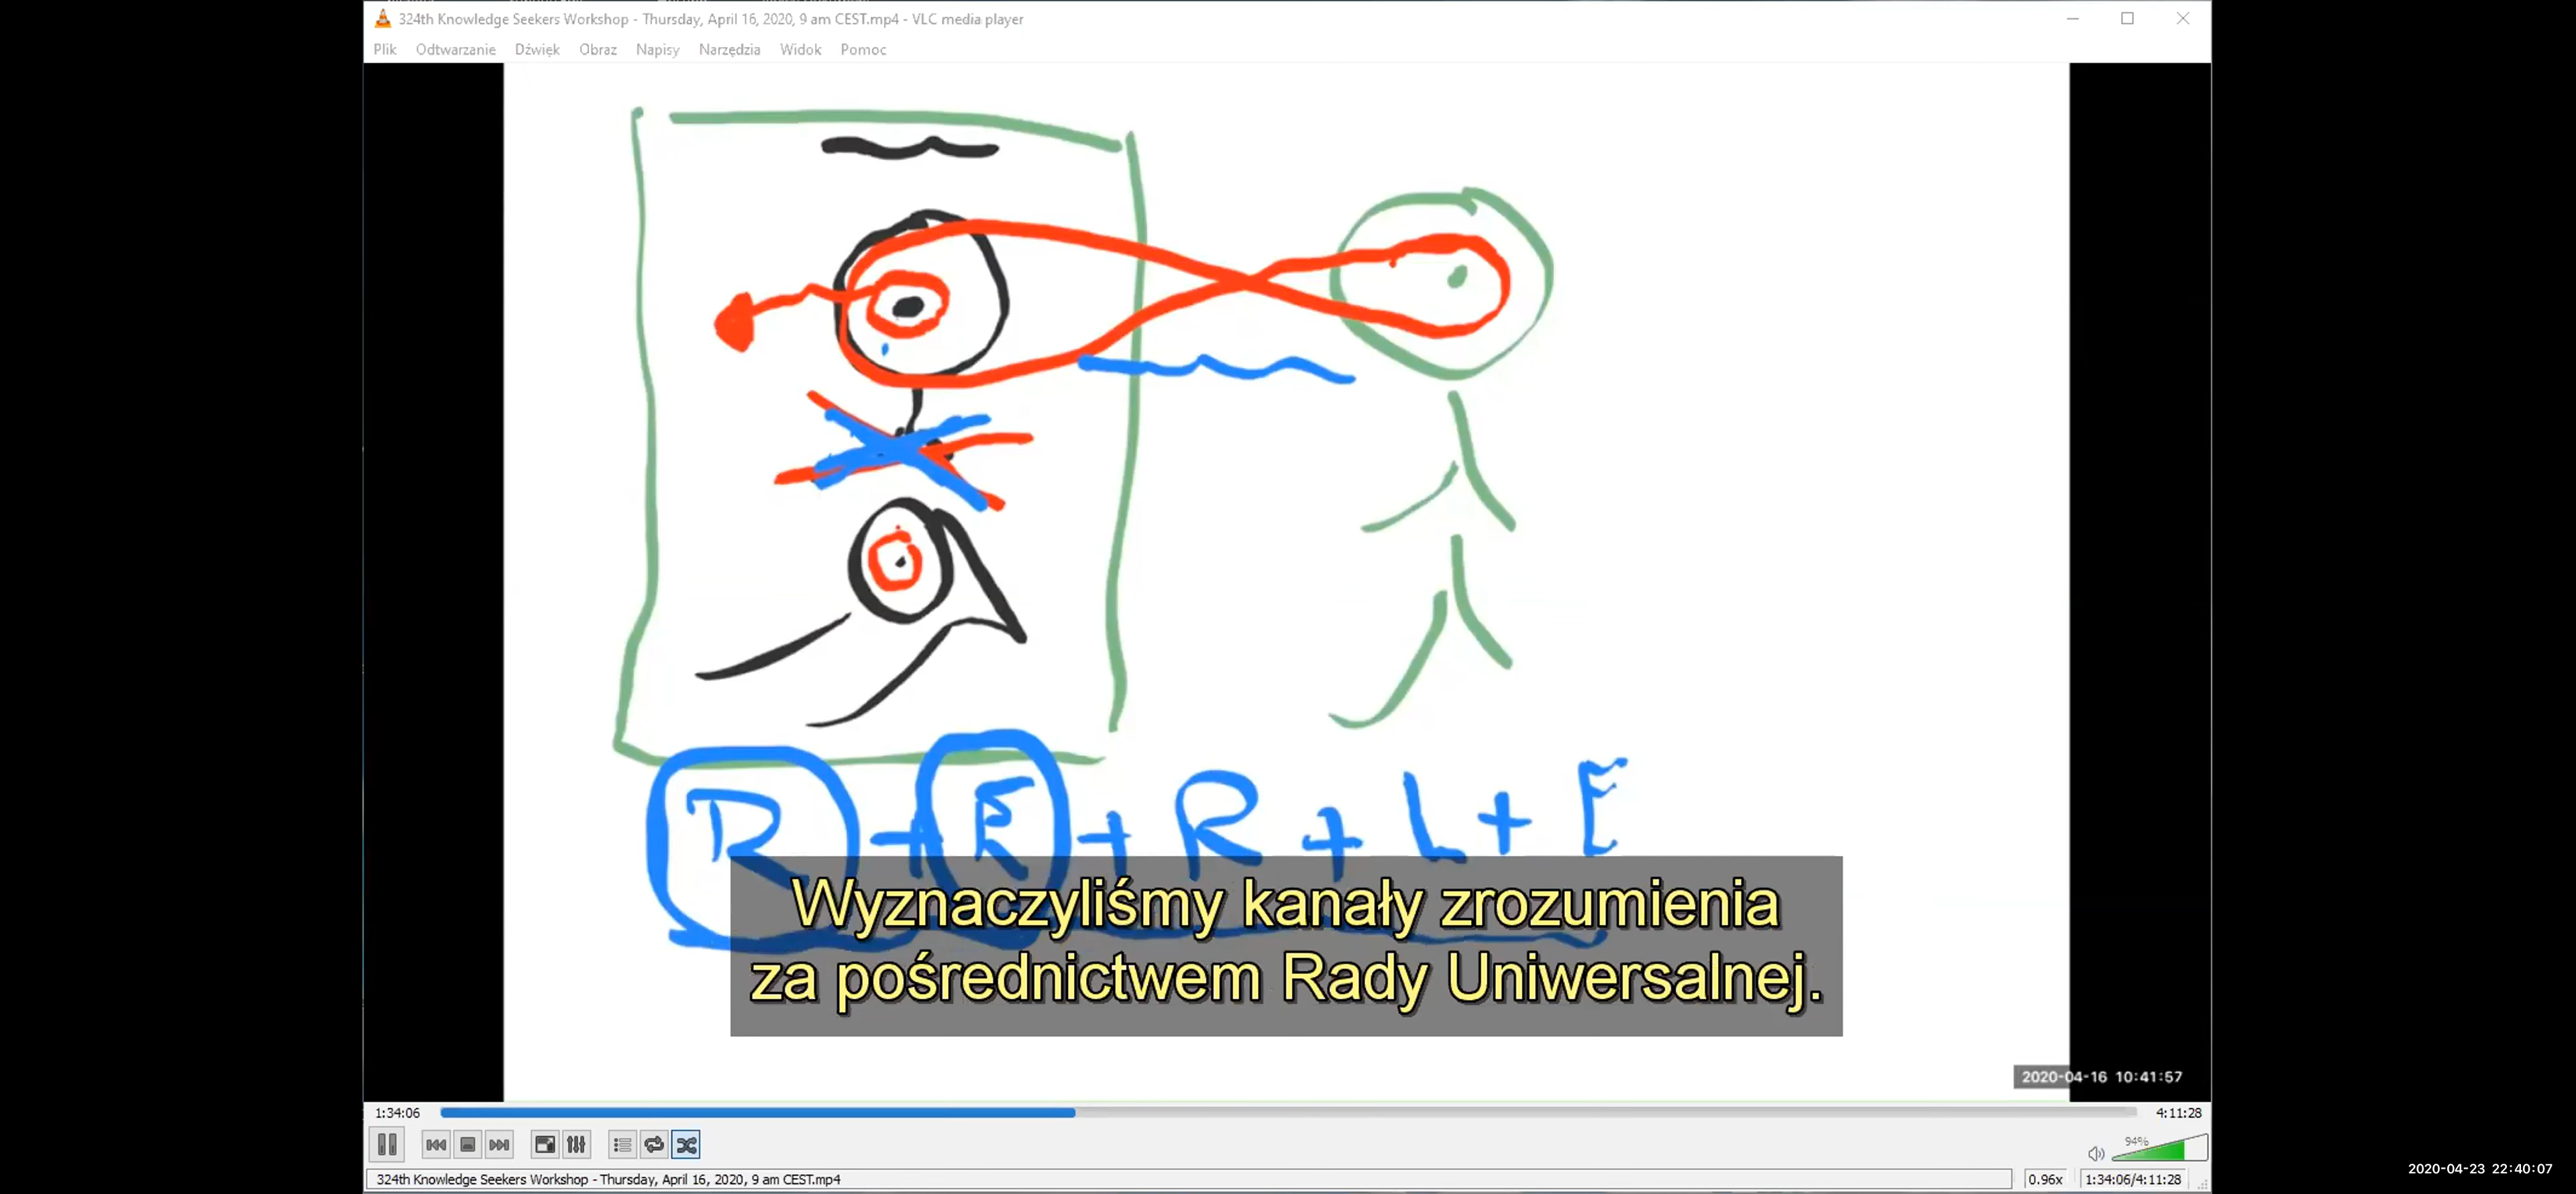 324th Knowledge Seekers Workshop - Thursday, April 16, 2020, 9 am CEST.mp4 - VLC media player
Plik Odtwarzanie Dźwięk Obraz Napisy Narzędzia Widok Pomoc
R + E + R + L + E
Wyznaczyliśmy kanały zrozumienia
za pośrednictwem Rady Uniwersalnej.
2020-04-16 10:41:57
1:34:06 4:11:28
94%
324th Knowledge Seekers Workshop - Thursday, April 16, 2020, 9 am CEST.mp4 0.96x 1:34:06/4:11:28
2020-04-23 22:40:07